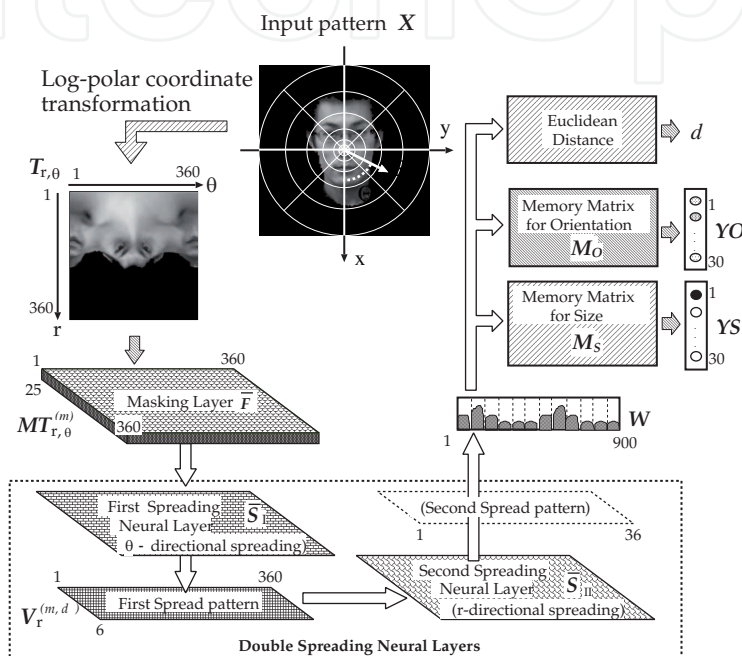 Input pattern X
Log-polar coordinate
transformation
y
x
Θ
T r,θ
1
360
θ
1
360
r
Euclidean
Distance
d
Memory Matrix
for Orientation
M_O
1
YO
30
Memory Matrix
for Size
M_S
1
YS
30
1
360
25
Masking Layer F̅
MT r,θ (m)
360
W
1
900
First Spreading
Neural Layer S̅ I
θ - directional spreading)
(Second Spread pattern)
1
36
1
360
First Spread pattern
V r (m, d)
6
Second Spreading
Neural Layer S̅ II
(r-directional spreading)
Double Spreading Neural Layers